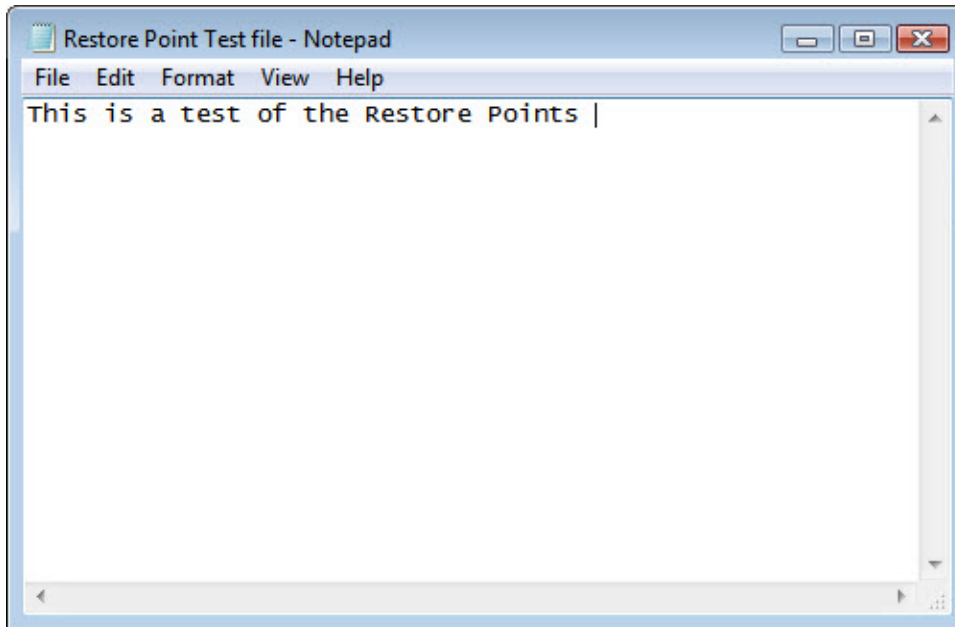 Restore Point Test file - Notepad
File Edit Format View Help
This is a test of the Restore Points